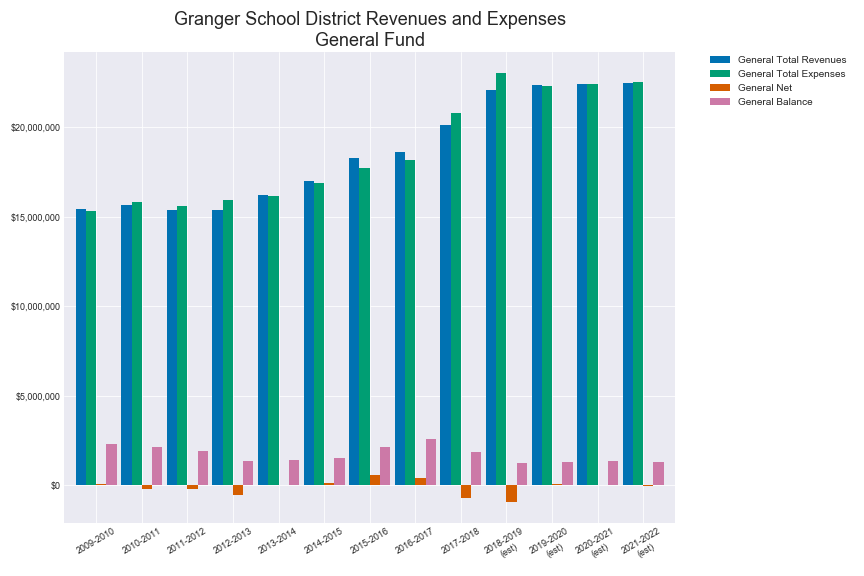 Granger School District Revenues and Expenses
General Fund
General Total Revenues
General Total Expenses
General Net
General Balance
$20,000,000
$15,000,000
$10,000,000
$5,000,000
$0
2009-2010
2010-2011
2011-2012
2012-2013
2013-2014
2014-2015
2015-2016
2016-2017
2017-2018
2018-2019
(est)
2019-2020
(est)
2020-2021
(est)
2021-2022
(est)